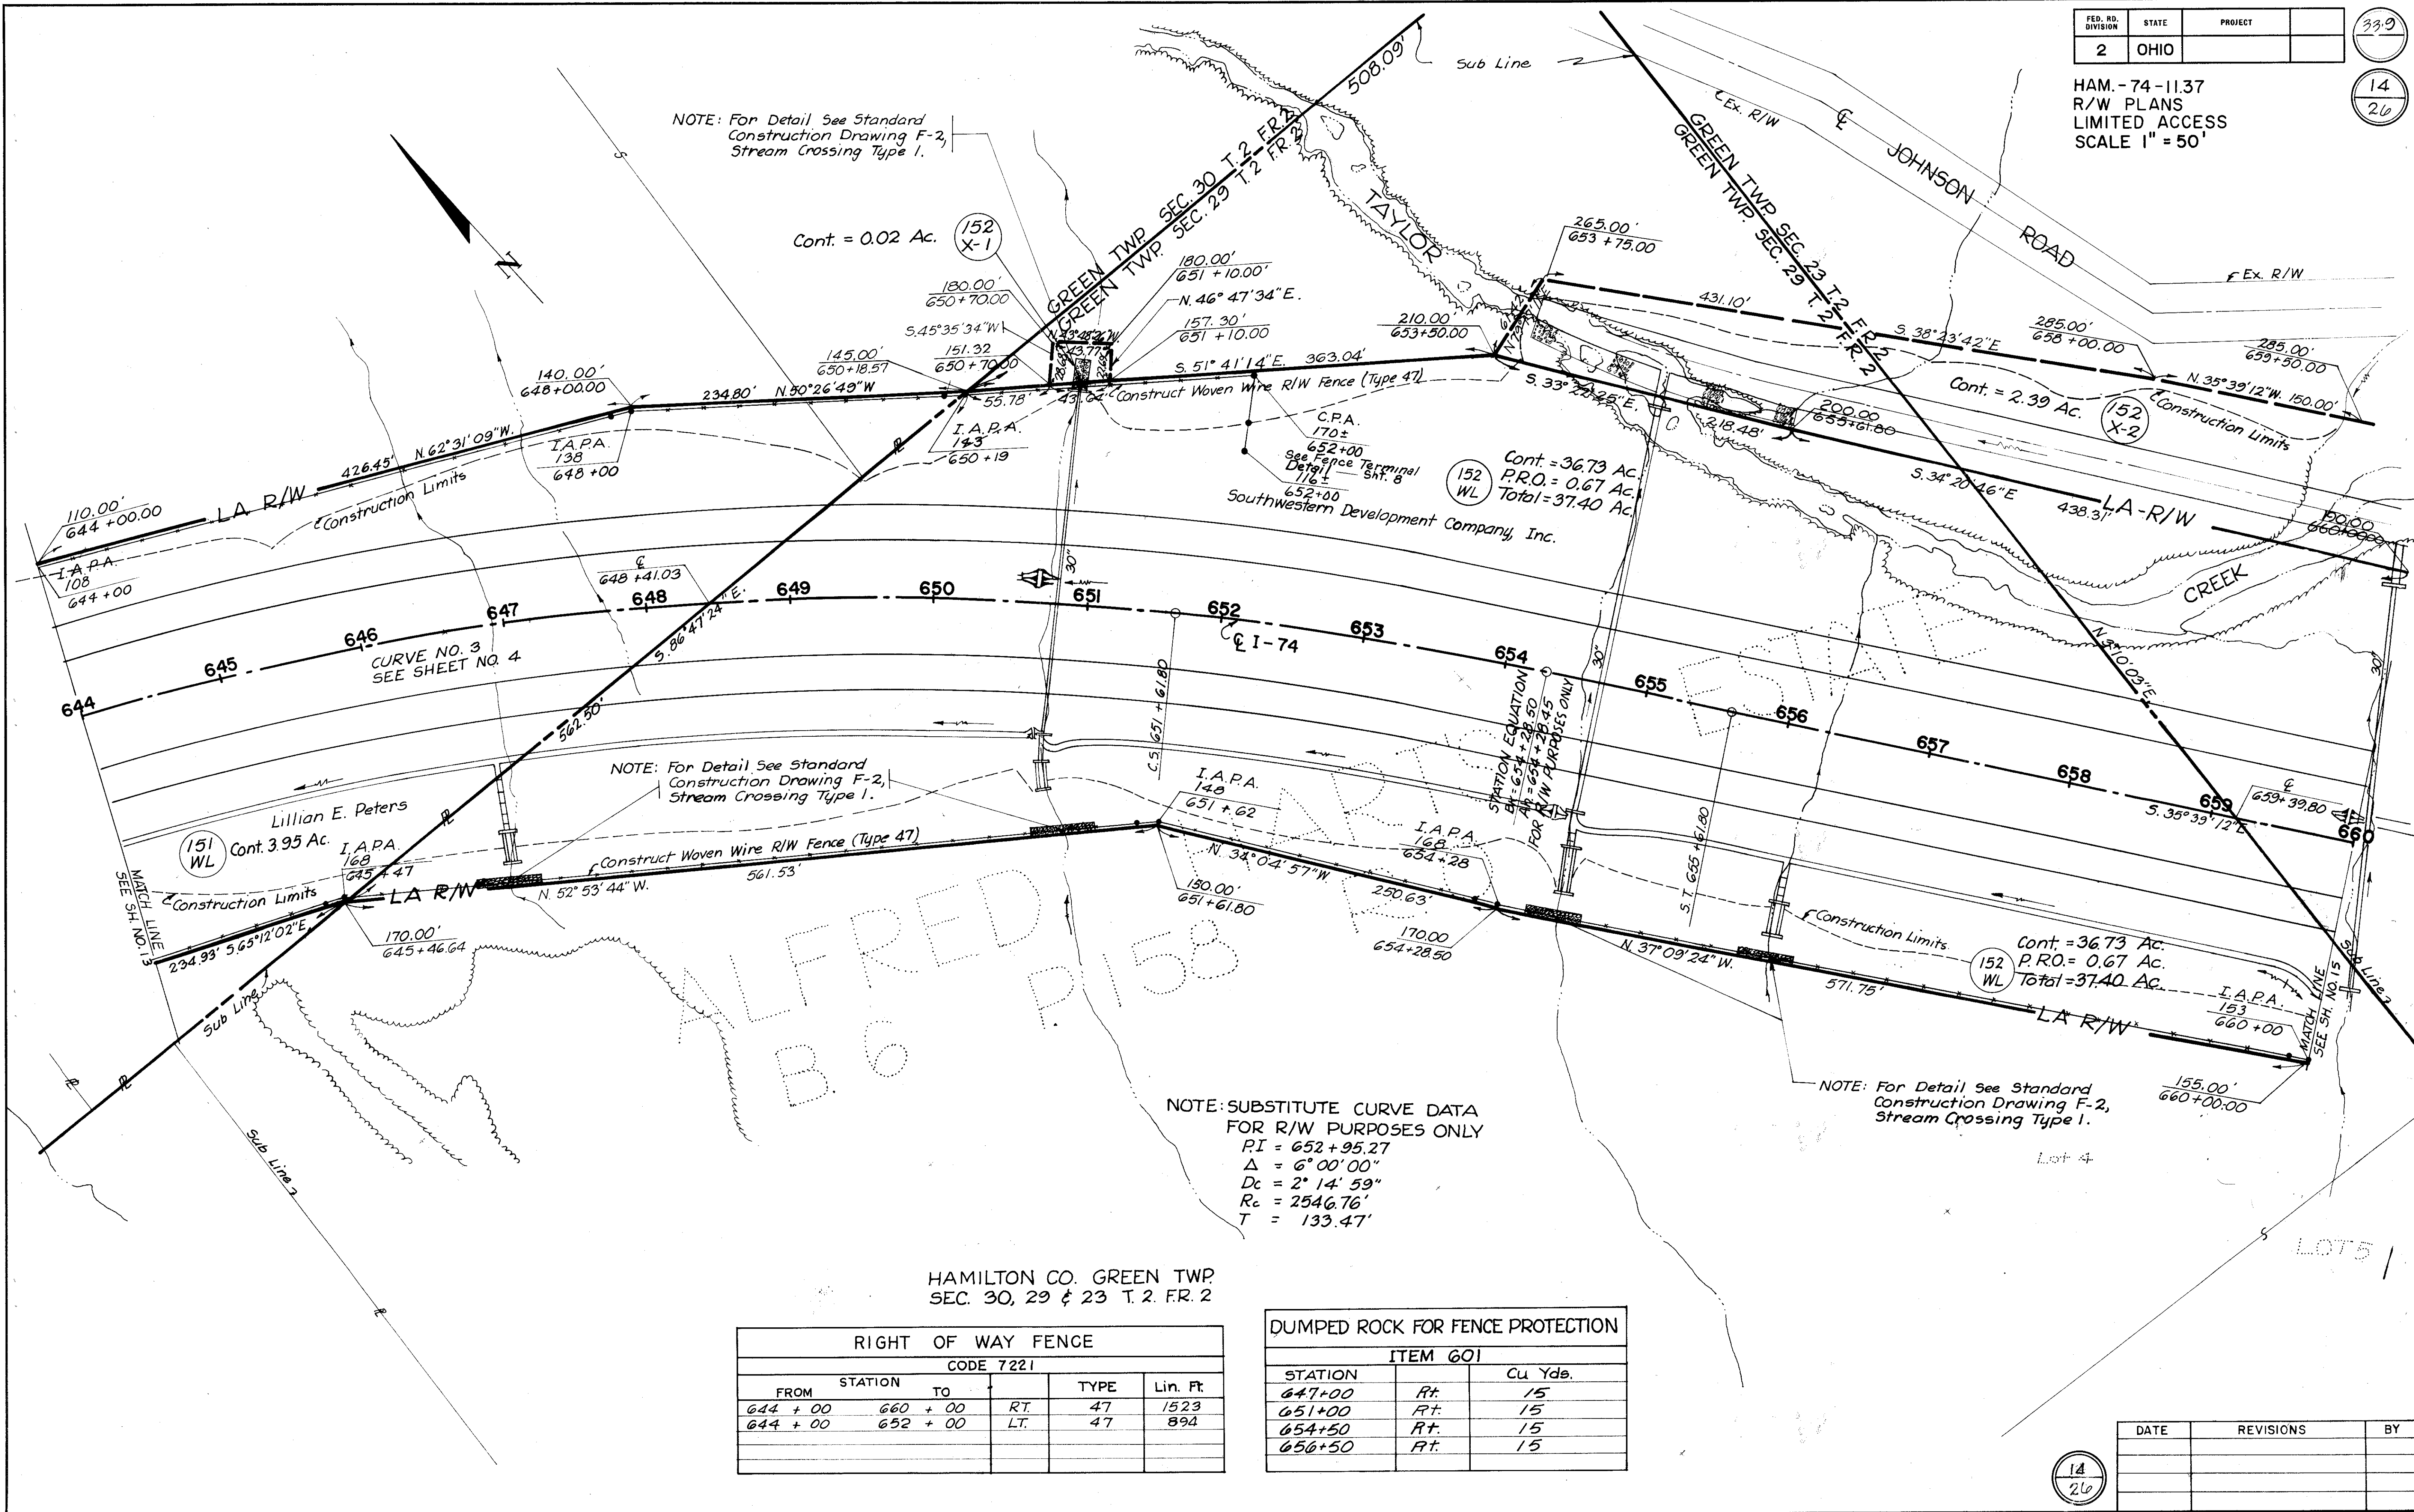 FED. RD. DIVISION STATE PROJECT
2 OHIO
339
14
26
HAM.-74-11.37
R/W PLANS
LIMITED ACCESS
SCALE 1" = 50'
508.09'
Sub Line
NOTE: For Detail See Standard
Construction Drawing F-2,
Stream Crossing Type 1.
N
Cont. = 0.02 Ac.
152
X-1
GREEN TWP. SEC. 30 T. 2 F.R. 2
GREEN TWP. SEC. 29 T. 2 F.R. 2
TAYLOR
Ex. R/W
GREEN TWP. SEC. 23 T. 2 F.R. 2
GREEN TWP. SEC. 29 T. 2 F.R. 2
℄ JOHNSON ROAD
Ex. R/W
265.00'
653 + 75.00
431.10'
S. 38° 23' 42" E
285.00'
658 + 00.00
285.00'
659 + 50.00
N. 35° 39' 12" W. 150.00'
Cont. = 2.39 Ac.
152
X-2
Construction Limits
180.00'
650 + 70.00
180.00'
651 + 10.00'
N. 46° 47' 34" E.
S. 45° 35' 34" W
43.77'
157.30'
651 + 10.00
210.00'
653+50.00
145.00'
650 + 18.57
151.32
650 + 70.00
140.00'
648+00.00
234.80' N. 50° 26' 49" W
55.78'
43.64'
S. 51° 41' 14" E. 363.04'
Construct Woven Wire R/W Fence (Type 47)
S. 33° 20' 25" E.
218.48'
200.00
655+61.80
S. 34° 20' 46" E
438.31'
LA-R/W
190.00
660+00.00
I.A.P.A.
138
648 +00
I.A.P.A.
143
650 + 19
C.P.A.
170±
652+00
See Fence Terminal
Detail Sht. 8
116±
652+00
152
WL
Cont. = 36.73 Ac.
P.R.O. = 0.67 Ac.
Total = 37.40 Ac.
Southwestern Development Company, Inc.
426.45' N. 62° 31' 09" W.
110.00'
644 + 00.00
LA R/W
Construction Limits
I.A.P.A.
108
644 + 00
CREEK
℄
648 + 41.03
30"
644 645 646 647 648 649 650 651 652 653 654 655 656 657 658 659 660
CURVE NO. 3
SEE SHEET NO. 4
S. 86° 47' 24" E.
562.50'
℄ I-74
30"
ESTATE
30"
C.S. 651 + 61.80
STATION EQUATION
BK = 654 + 28.50
AH = 654 + 28.45
FOR R/W PURPOSES ONLY
S.T. 655 + 61.80
℄
659+39.80
S. 35° 39' 12" E
NOTE: For Detail See Standard
Construction Drawing F-2,
Stream Crossing Type 1.
Lillian E. Peters
151
WL
Cont. 3.95 Ac.
I.A.P.A.
168
645 + 47
I.A.P.A.
148
651 + 62
I.A.P.A.
168
654+28
MATCH LINE
SEE SH. NO. 13
Construction Limits
LA R/W
N. 52° 53' 44" W.
Construct Woven Wire R/W Fence (Type 47)
561.53'
N. 34° 04' 57" W
250.63'
150.00'
651+61.80
170.00
654+28.50
234.93' S. 65° 12' 02" E.
170.00'
645+46.64
ALFRED
B. 6 P. 158
Construction Limits
N. 37° 09' 24" W.
571.75'
152
WL
Cont. = 36.73 Ac.
P.R.O. = 0.67 Ac.
Total = 37.40 Ac.
I.A.P.A.
153
660 +00
LA R/W
MATCH LINE
SEE SH. NO. 15
Sub Line
155.00'
660+00.00
NOTE: For Detail See Standard
Construction Drawing F-2,
Stream Crossing Type 1.
Sub Line
Sub Line
NOTE: SUBSTITUTE CURVE DATA
FOR R/W PURPOSES ONLY
P.I = 652 + 95.27
Δ = 6° 00' 00"
Dc = 2° 14' 59"
Rc = 2546.76'
T = 133.47'
Lot 4
LOT 5
HAMILTON CO. GREEN TWP.
SEC. 30, 29 & 23 T. 2. F.R. 2
RIGHT OF WAY FENCE
CODE 7221
STATION
FROM TO TYPE Lin. Ft.
644 + 00 660 + 00 RT. 47 1523
644 + 00 652 + 00 LT. 47 894
DUMPED ROCK FOR FENCE PROTECTION
ITEM 601
STATION Cu Yds.
647+00 Rt. 15
651+00 Rt. 15
654+50 Rt. 15
656+50 Rt. 15
DATE REVISIONS BY
14
26